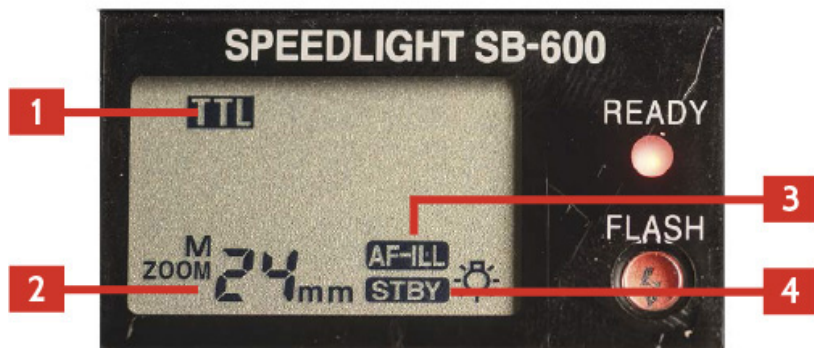 SPEEDLIGHT SB-600
1
TTL
READY
3
FLASH
M
AF-ILL
2
ZOOM 24mm
STBY
4